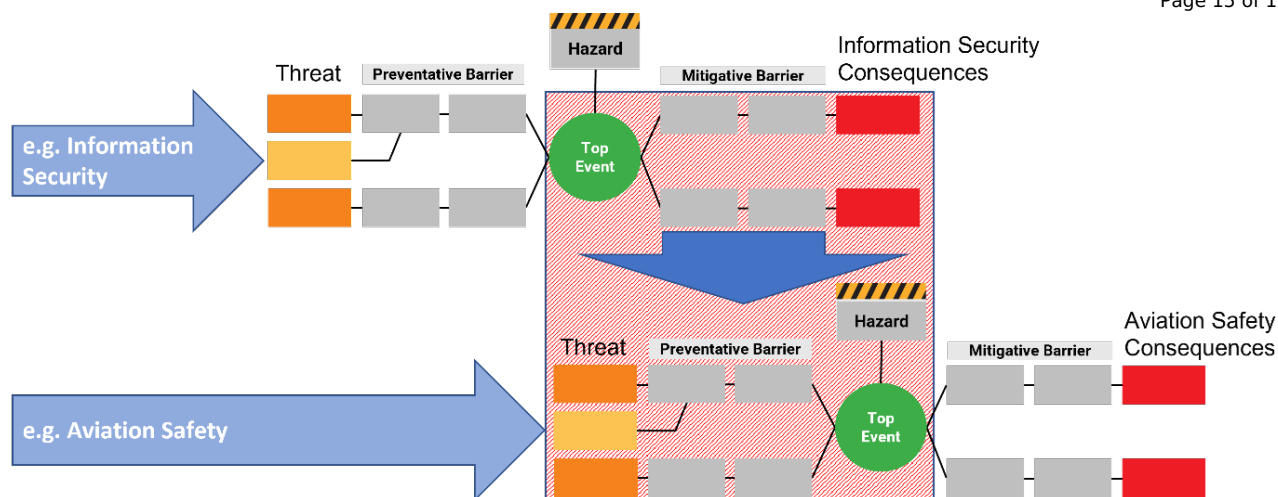 Page 15 of 1
Hazard
Information Security
Consequences
Threat
Preventative Barrier
Mitigative Barrier
e.g. Information
Security
Top
Event
Hazard
Aviation Safety
Consequences
Threat
Preventative Barrier
Mitigative Barrier
e.g. Aviation Safety
Top
Event